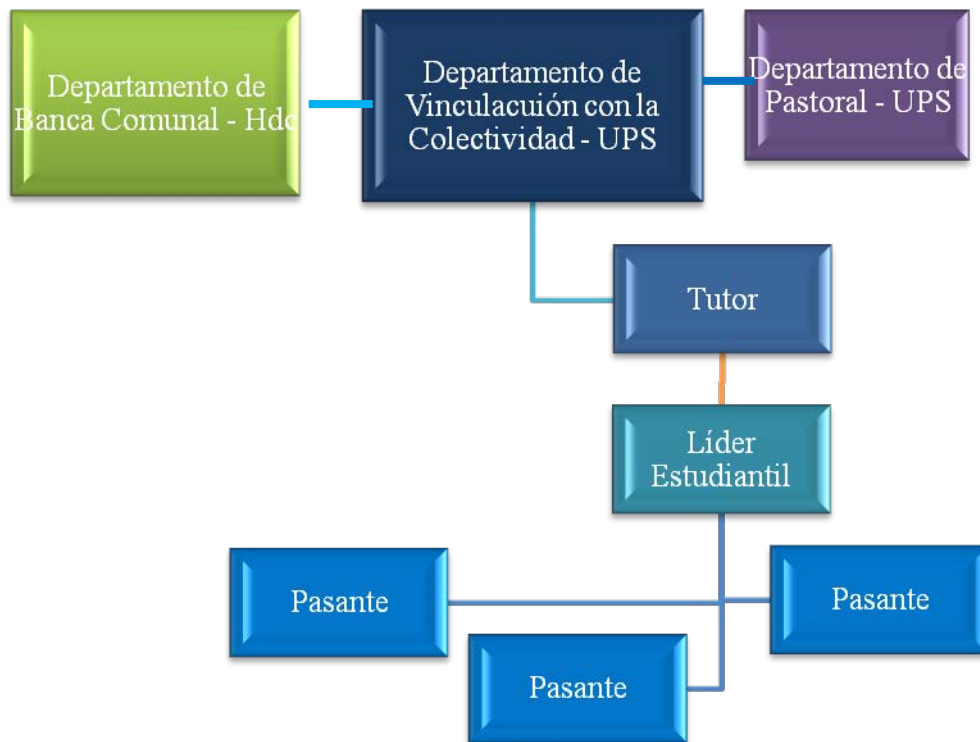 Departamento de
Banca Comunal - Hdc
Departamento de
Vinculacuión con la
Colectividad - UPS
Departamento de
Pastoral - UPS
Tutor
Líder
Estudiantil
Pasante
Pasante
Pasante